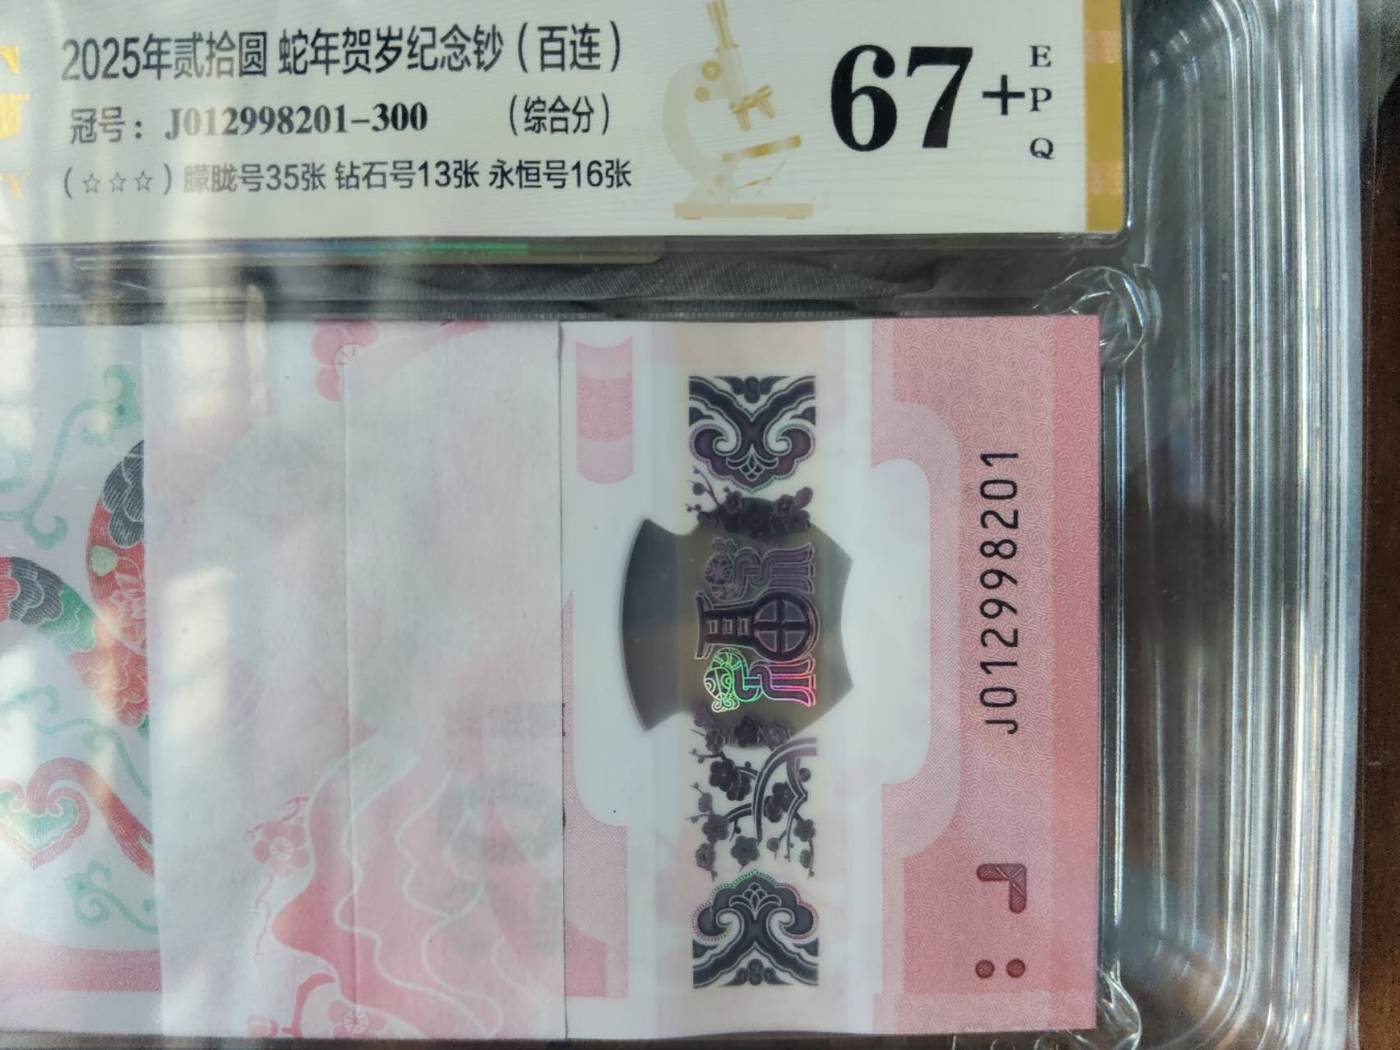 2025年贰拾圆 蛇年贺岁纪念钞（百连）
冠号：J012998201-300 （综合分）
（☆☆☆）朦胧号35张 钻石号13张 永恒号16张
67+
E
P
Q
J012998201